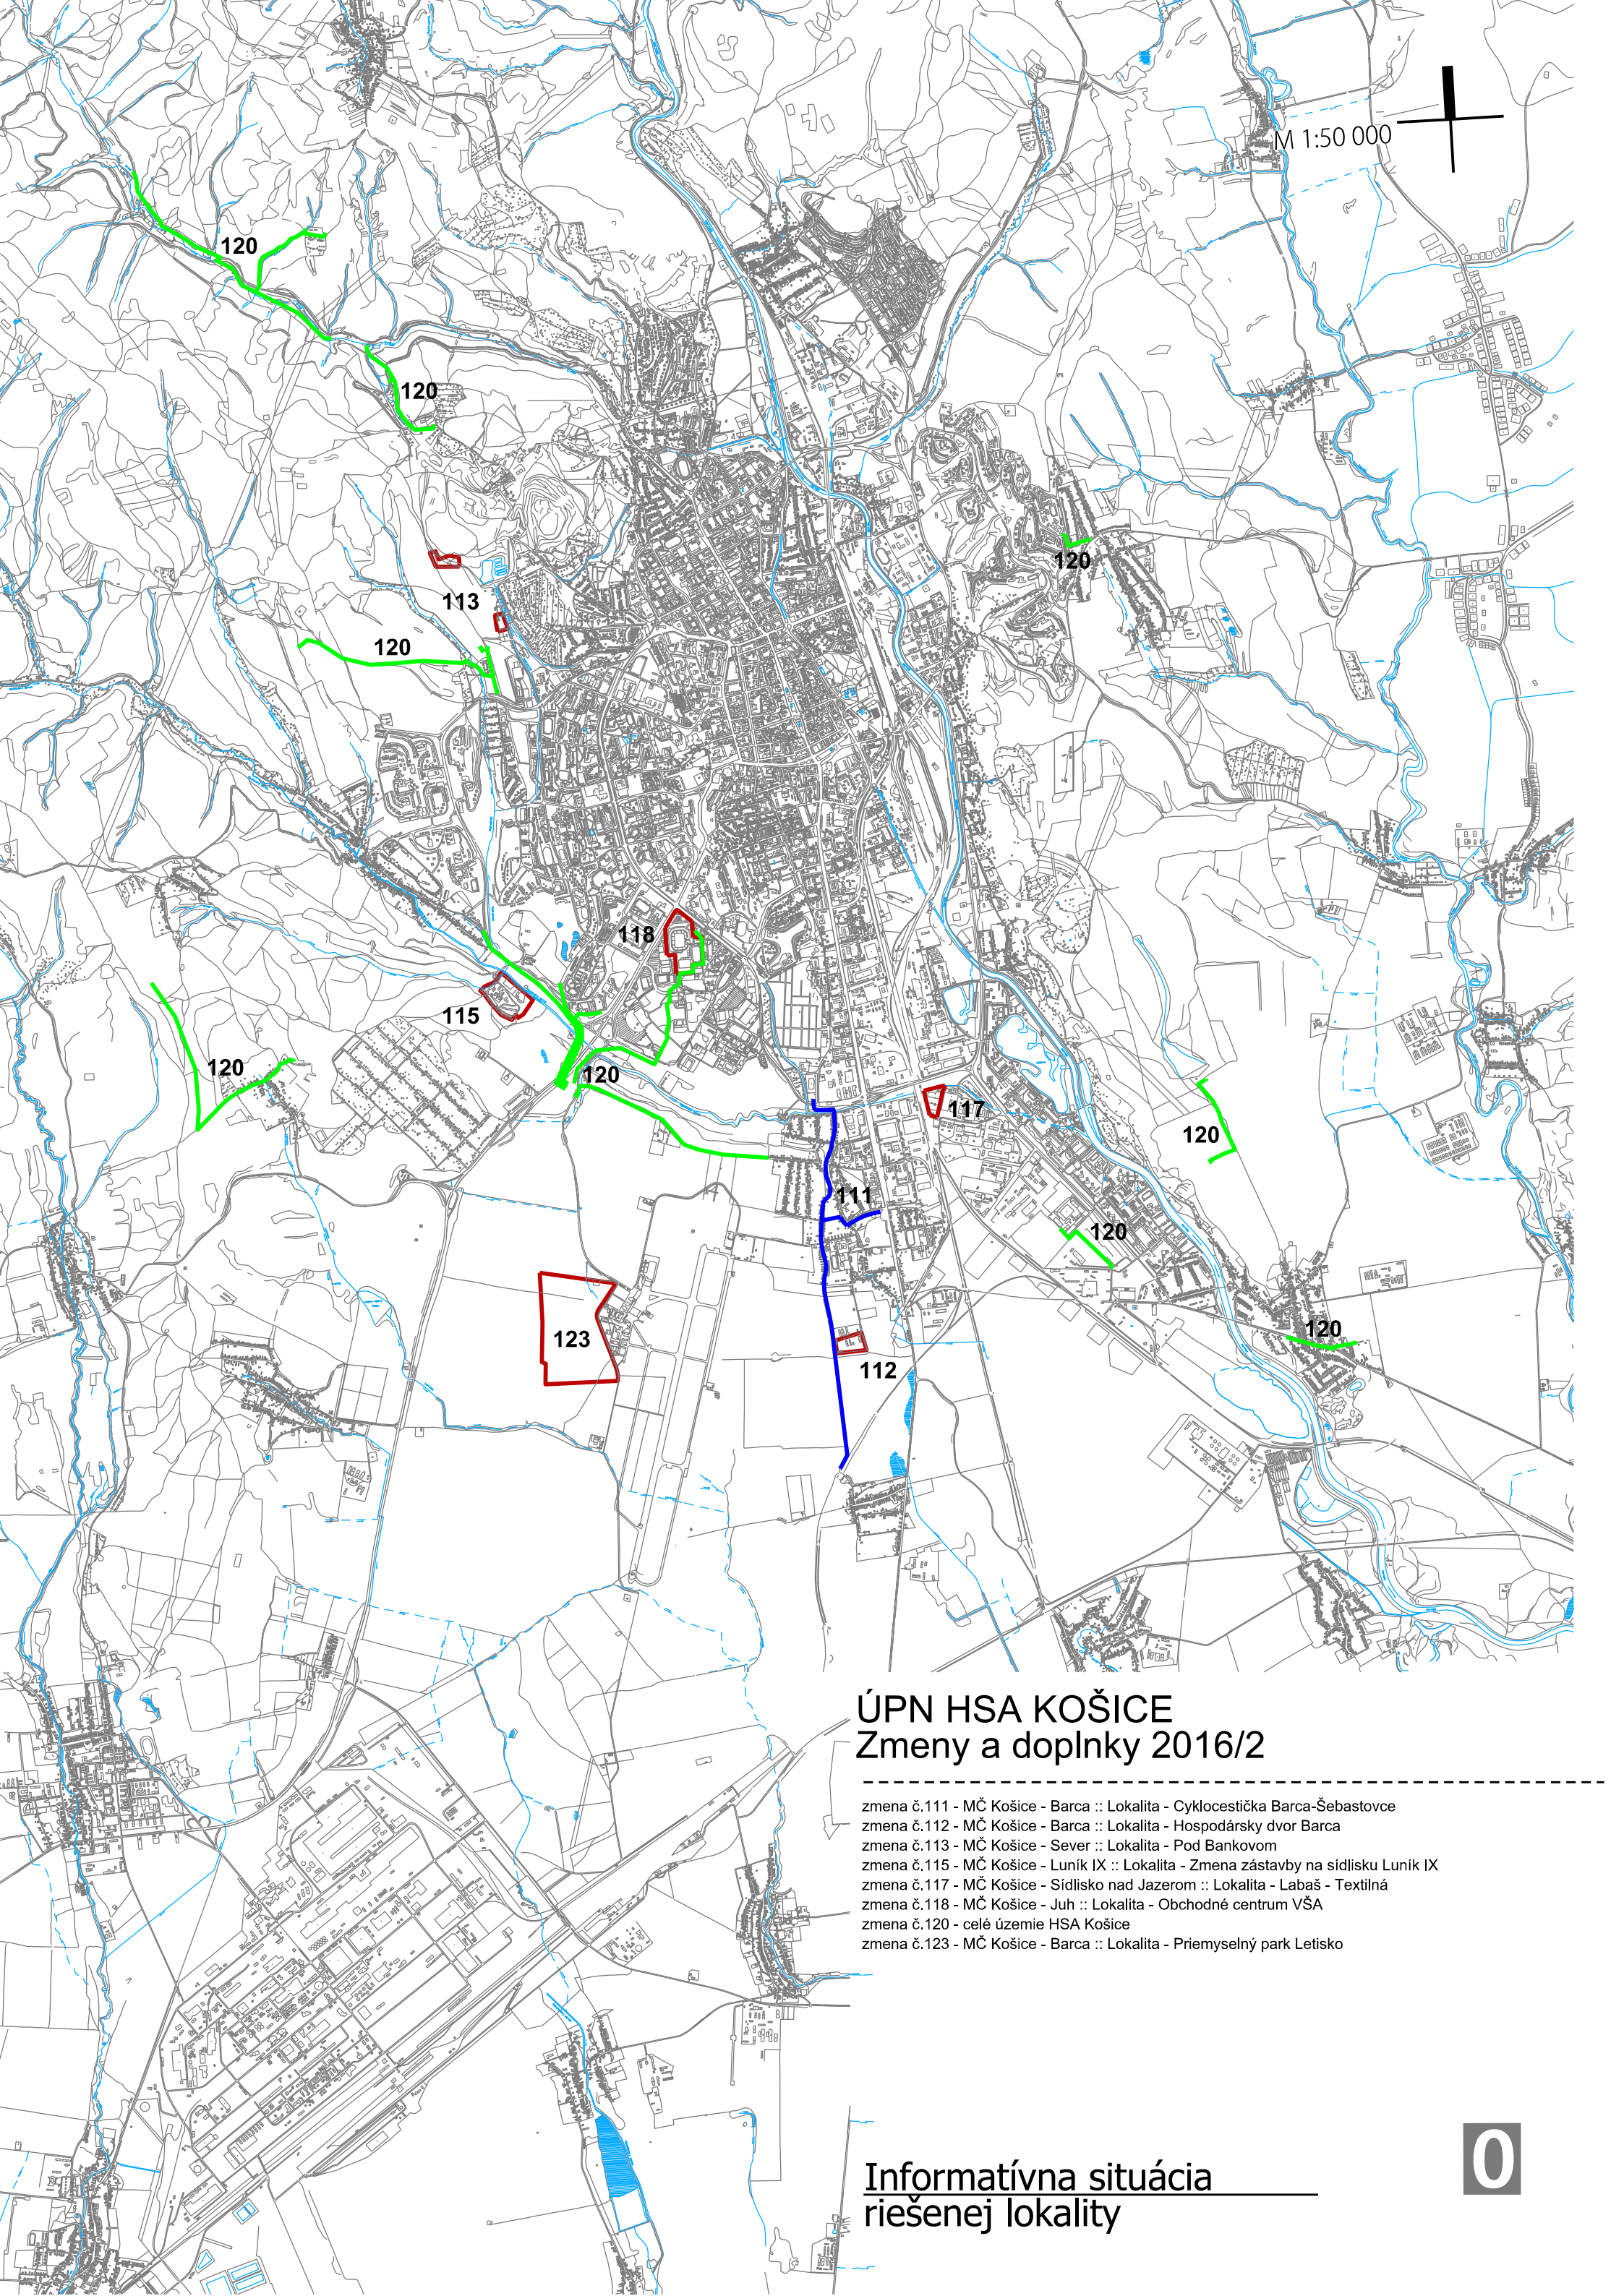 M 1:50 000
120
120
120
113
120
118
115
120
120
117
120
111
120
123
120
112
ÚPN HSA KOŠICE
Zmeny a doplnky 2016/2
zmena č.111 - MČ Košice - Barca :: Lokalita - Cyklocestička Barca-Šebastovce
zmena č.112 - MČ Košice - Barca :: Lokalita - Hospodársky dvor Barca
zmena č.113 - MČ Košice - Sever :: Lokalita - Pod Bankovom
zmena č.115 - MČ Košice - Luník IX :: Lokalita - Zmena zástavby na sídlisku Luník IX
zmena č.117 - MČ Košice - Sídlisko nad Jazerom :: Lokalita - Labaš - Textilná
zmena č.118 - MČ Košice - Juh :: Lokalita - Obchodné centrum VŠA
zmena č.120 - celé územie HSA Košice
zmena č.123 - MČ Košice - Barca :: Lokalita - Priemyselný park Letisko
Informatívna situácia
riešenej lokality
0